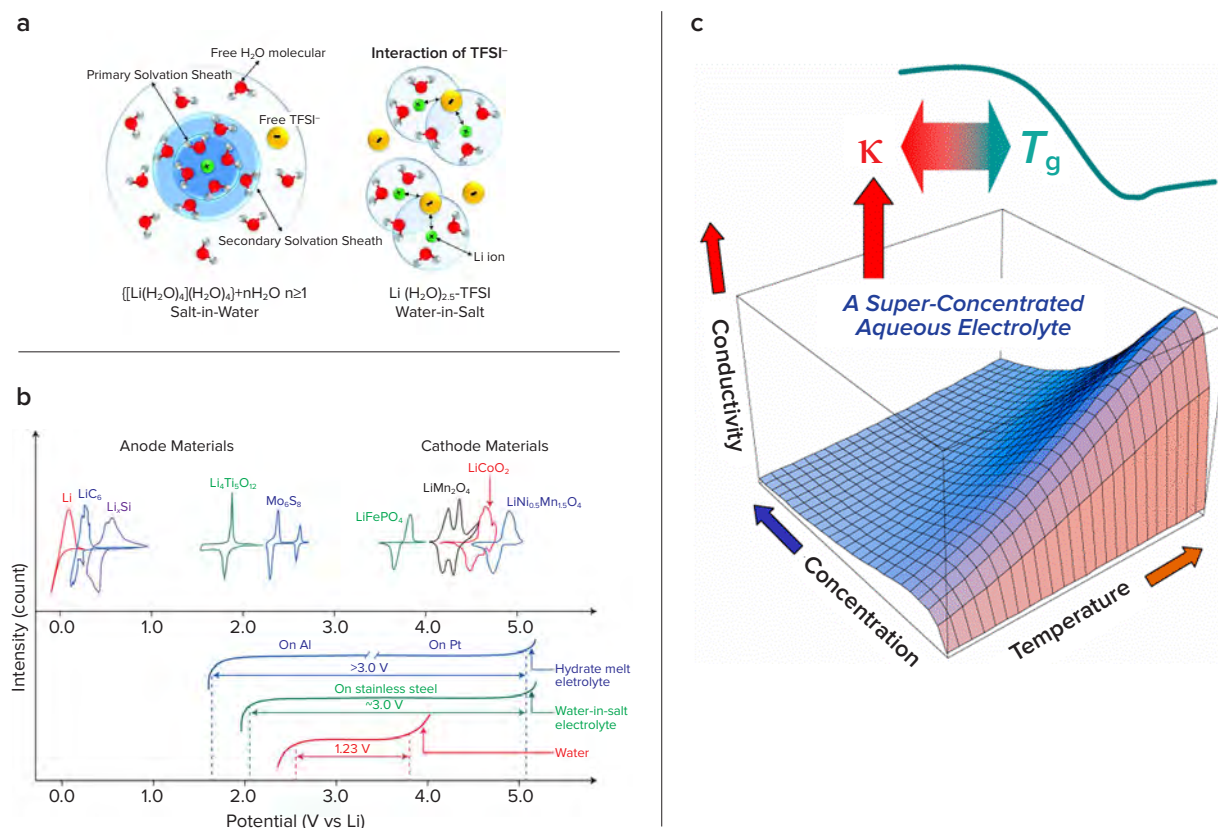 a
Free H₂O molecular
Primary Solvation Sheath
Free TFSI⁻
Secondary Solvation Sheath
{[Li(H₂O)₄](H₂O)₄}+nH₂O n≥1
Salt-in-Water
Interaction of TFSI⁻
Li ion
Li (H₂O)₂.₅-TFSI
Water-in-Salt
b
Intensity (count)
Anode Materials
Cathode Materials
Li
LiC₆
LiₓSi
Li₄Ti₅O₁₂
Mo₆S₈
LiFePO₄
LiMn₂O₄
LiCoO₂
LiNi₀.₅Mn₁.₅O₄
0.0 1.0 2.0 3.0 4.0 5.0
On Al
On Pt
>3.0 V
Hydrate melt
eletrolyte
On stainless steel
~3.0 V
Water-in-salt
electrolyte
1.23 V
Water
0.0 1.0 2.0 3.0 4.0 5.0
Potential (V vs Li)
c
κ
Tg
A Super-Concentrated
Aqueous Electrolyte
Conductivity
Concentration
Temperature